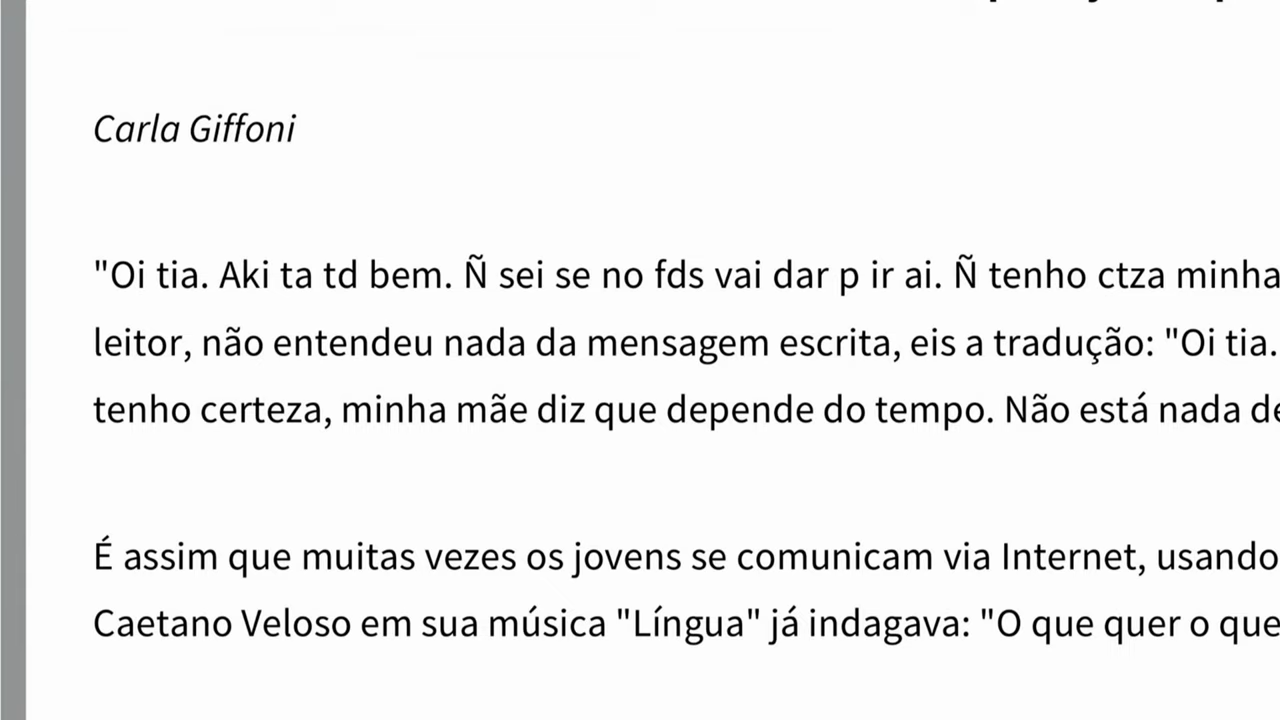 Carla Giffoni
"Oi tia. Aki ta td bem. Ñ sei se no fds vai dar p ir ai. Ñ tenho ctza minha
leitor, não entendeu nada da mensagem escrita, eis a tradução: "Oi tia.
tenho certeza, minha mãe diz que depende do tempo. Não está nada de
É assim que muitas vezes os jovens se comunicam via Internet, usando
Caetano Veloso em sua música "Língua" já indagava: "O que quer o que